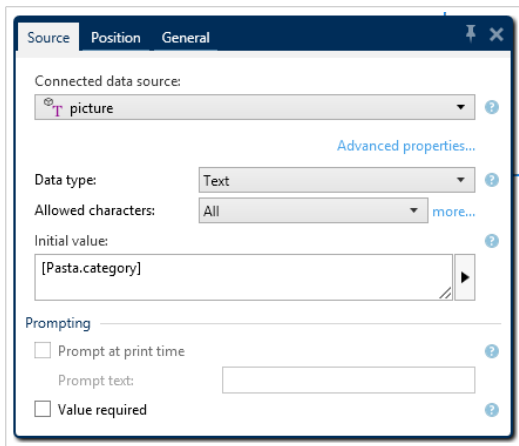 Source Position General
Connected data source:
T picture
Advanced properties...
Data type: Text
Allowed characters: All more...
Initial value:
[Pasta.category]
Prompting
Prompt at print time
Prompt text:
Value required